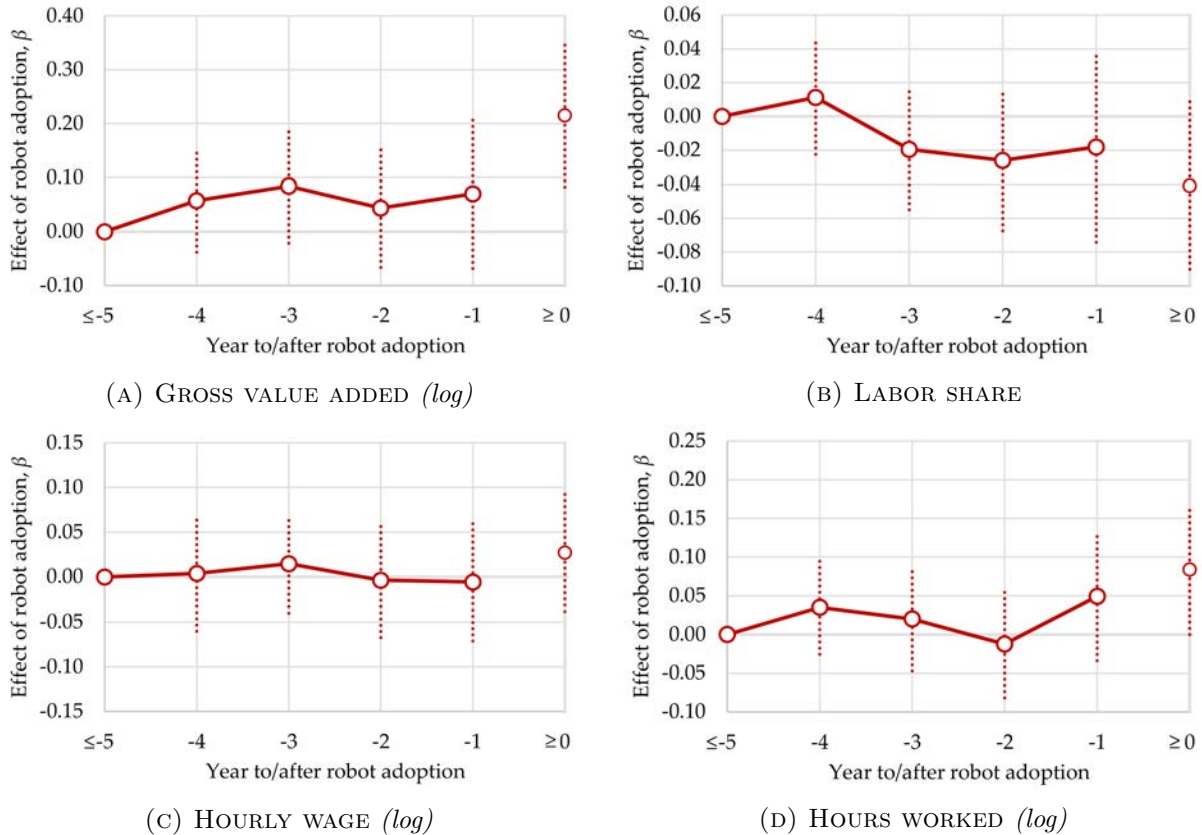 Effect of robot adoption, β
0.40
0.30
0.20
0.10
0.00
-0.10
≤-5 -4 -3 -2 -1 ≥ 0
Year to/after robot adoption
(A) Gross value added (log)
Effect of robot adoption, β
0.06
0.04
0.02
0.00
-0.02
-0.04
-0.06
-0.08
-0.10
≤-5 -4 -3 -2 -1 ≥ 0
Year to/after robot adoption
(B) Labor share
Effect of robot adoption, β
0.15
0.10
0.05
0.00
-0.05
-0.10
-0.15
≤-5 -4 -3 -2 -1 ≥ 0
Year to/after robot adoption
(C) Hourly wage (log)
Effect of robot adoption, β
0.25
0.20
0.15
0.10
0.05
0.00
-0.05
-0.10
≤-5 -4 -3 -2 -1 ≥ 0
Year to/after robot adoption
(D) Hours worked (log)